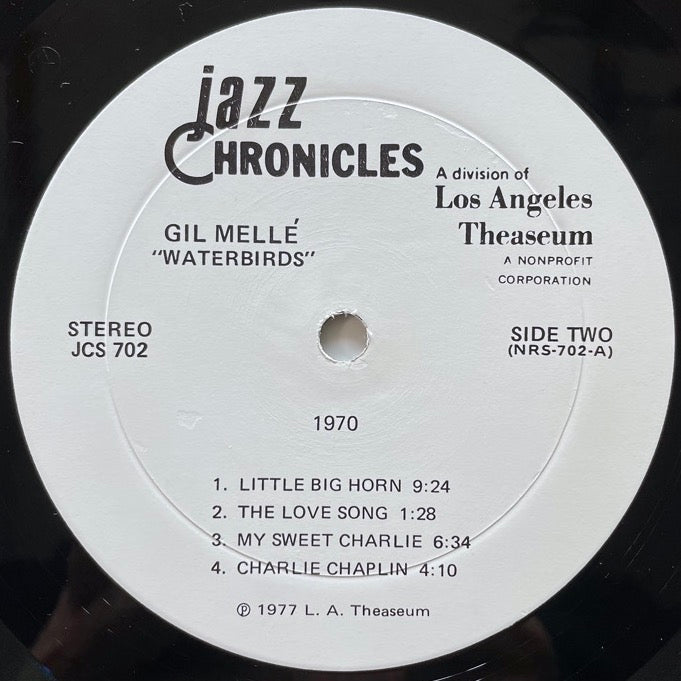 jazz
CHRONICLES
A division of
Los Angeles
Theaseum
A NONPROFIT
CORPORATION
GIL MELLÉ
"WATERBIRDS"
STEREO
JCS 702
SIDE TWO
(NRS-702-A)
1970
1. LITTLE BIG HORN 9:24
2. THE LOVE SONG 1:28
3. MY SWEET CHARLIE 6:34
4. CHARLIE CHAPLIN 4:10
℗ 1977 L. A. Theaseum